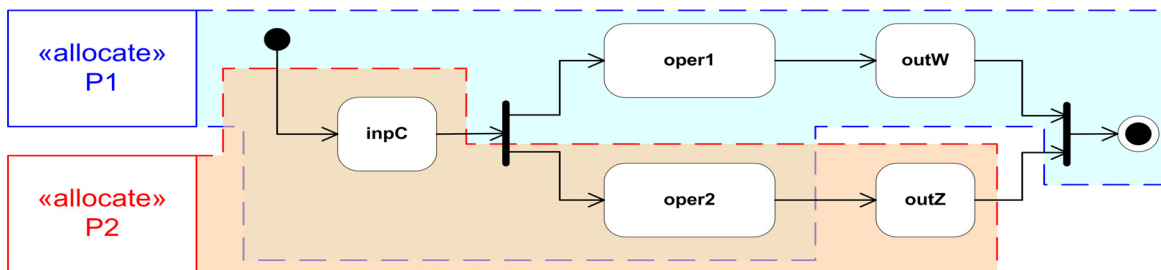 «allocate»
P1
oper1
outW
inpC
«allocate»
P2
oper2
outZ